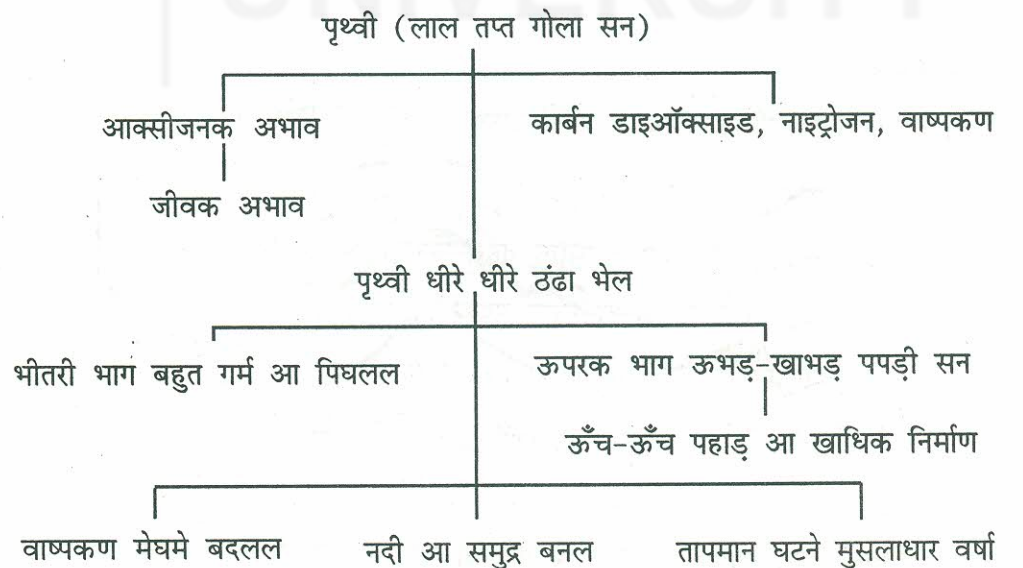 पृथ्वी (लाल तप्त गोला सन)
आक्सीजनक अभाव
कार्बन डाइऑक्साइड, नाइट्रोजन, वाष्पकण
जीवक अभाव
पृथ्वी धीरे धीरे ठंढा भेल
भीतरी भाग बहुत गर्म आ पिघलल
ऊपरक भाग ऊभड़-खाभड़ पपड़ी सन
ऊँच-ऊँच पहाड़ आ खाधिक निर्माण
वाष्पकण मेघमे बदलल
नदी आ समुद्र बनल
तापमान घटने मुसलाधार वर्षा